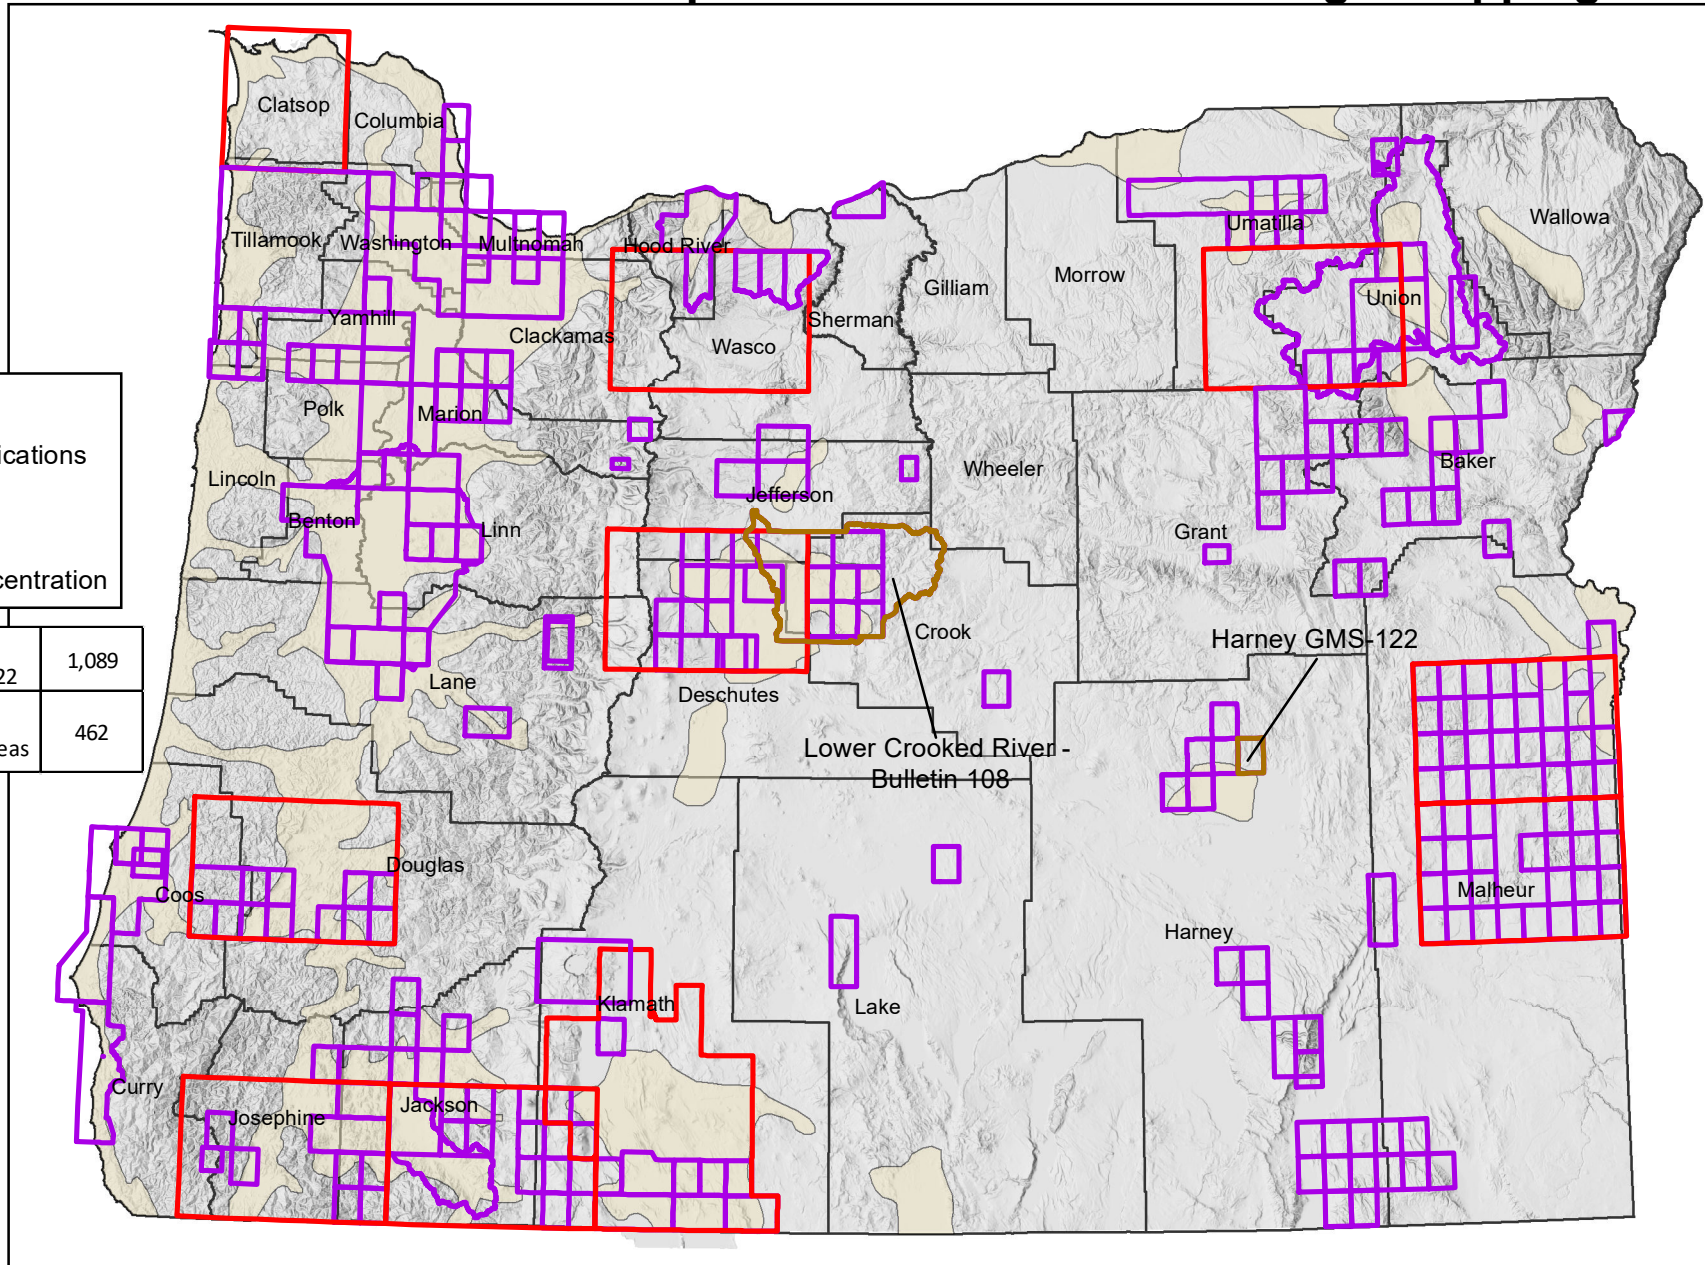 Clatsop
Columbia
Tillamook
Washington
Multnomah
Hood River
Umatilla
Wallowa
Gilliam
Morrow
Union
Yamhill
Clackamas
Sherman
Wasco
Polk
Marion
ications
Lincoln
Jefferson
Wheeler
Baker
Benton
Linn
Grant
centration
Crook
Harney GMS-122
22
1,089
Lane
Deschutes
eas
462
Lower Crooked River -
Bulletin 108
Douglas
Coos
Malheur
Harney
Klamath
Lake
Curry
Josephine
Jackson